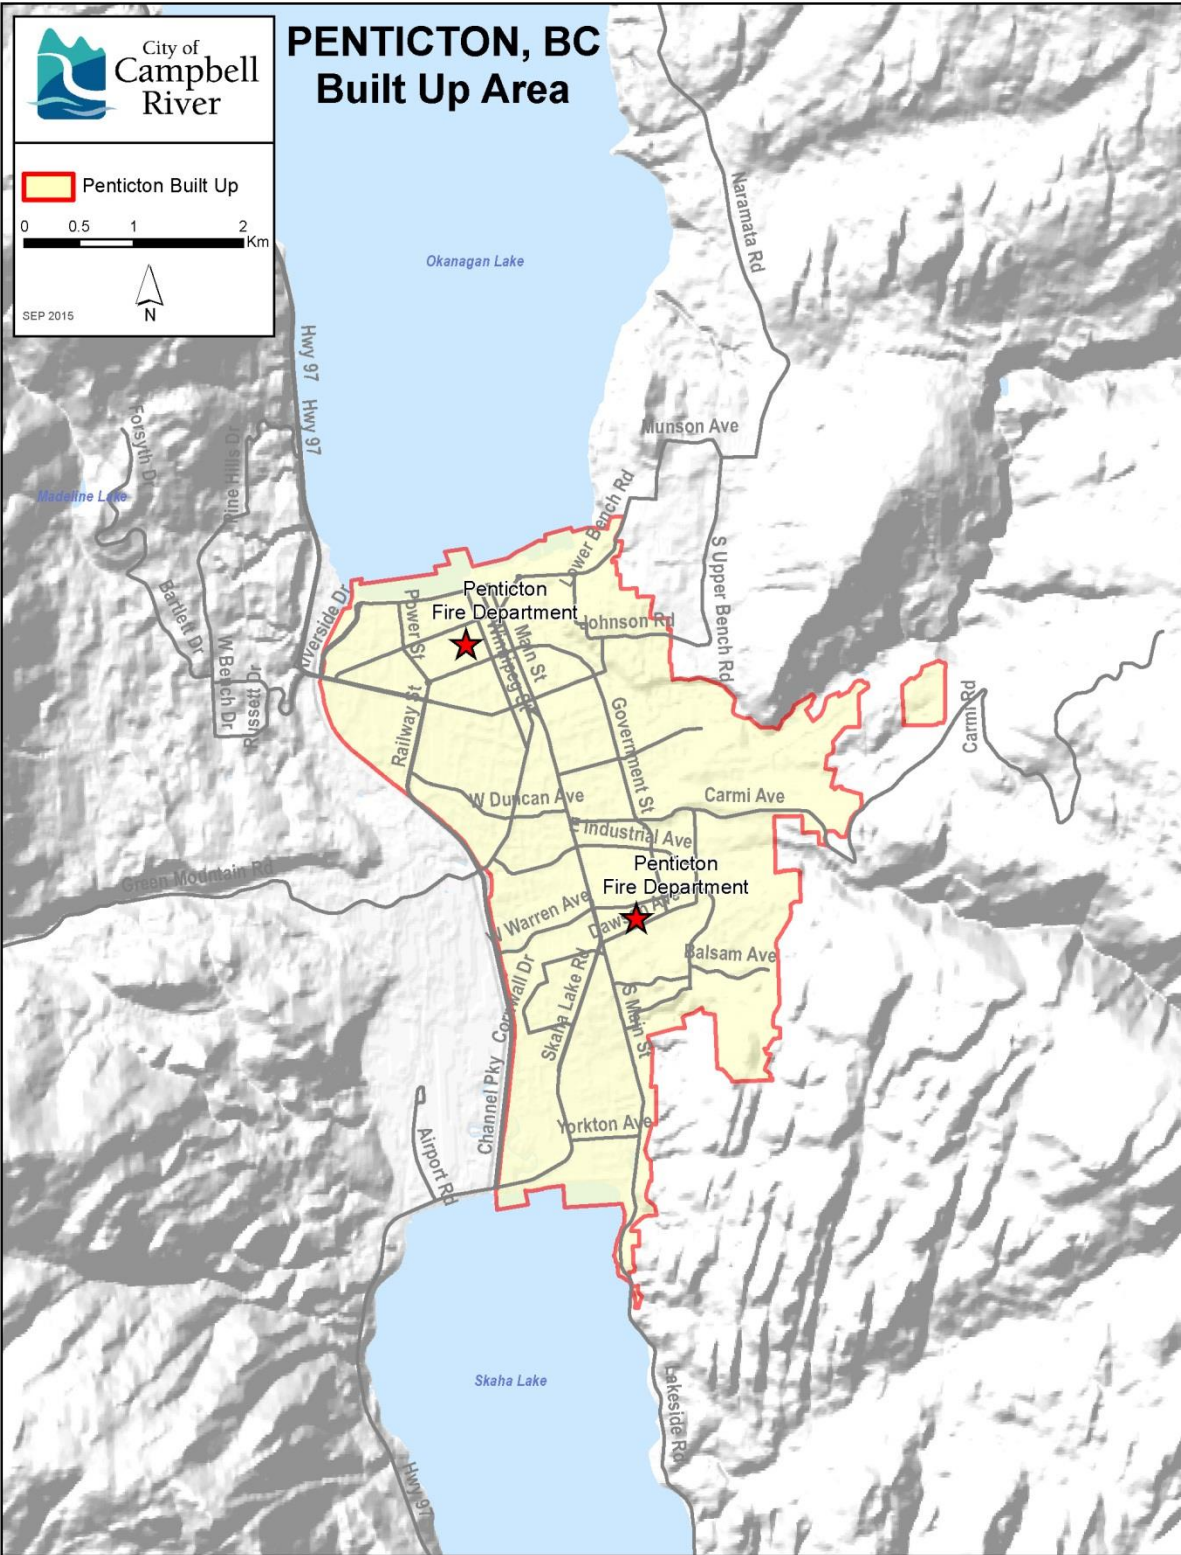 City of
Campbell
River
PENTICTON, BC
Built Up Area
Penticton Built Up
0 0.5 1 2
Km
N
SEP 2015
Okanagan Lake
Naramata Rd
Hwy 97
Hwy 97
Forsyth Dr
Pine Hills Dr
Munson Ave
Madeline Lake
Lower Bench Rd
S Upper Bench Rd
Bartlett Dr
Riverside Dr
Power St
Penticton
Fire Department
Johnson Rd
Main St
Winnipeg St
W Bench Dr
Russett Dr
Railway St
Government St
Carmi Rd
W Duncan Ave
Carmi Ave
E Industrial Ave
Penticton
Fire Department
Green Mountain Rd
W Warren Ave
Dawson Ave
Balsam Ave
Cornwall Dr
Skaha Lake Rd
S Main St
Channel Pky
Yorkton Ave
Airport Rd
Skaha Lake
Lakeside Rd
Hwy 97